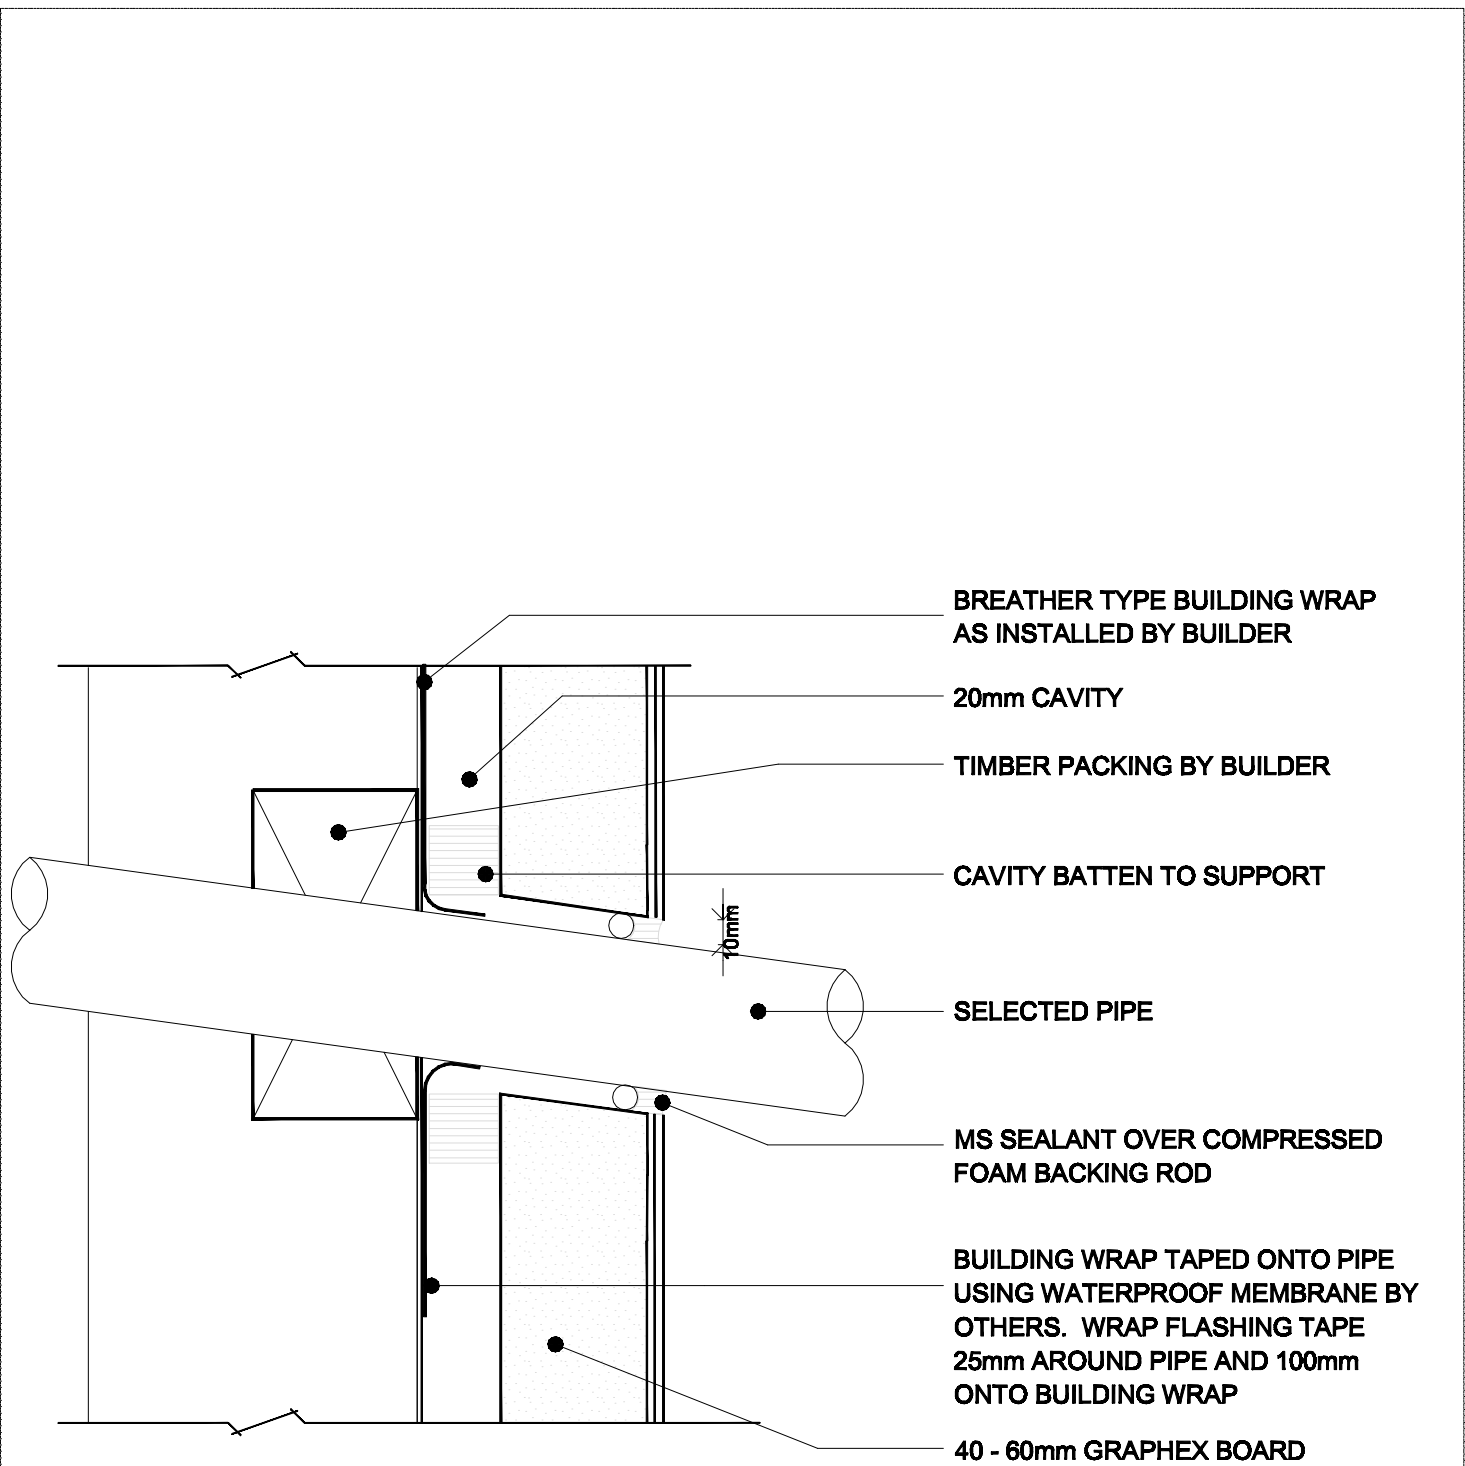 BREATHER TYPE BUILDING WRAP
AS INSTALLED BY BUILDER
20mm CAVITY
TIMBER PACKING BY BUILDER
CAVITY BATTEN TO SUPPORT
10mm
SELECTED PIPE
MS SEALANT OVER COMPRESSED
FOAM BACKING ROD
BUILDING WRAP TAPED ONTO PIPE
USING WATERPROOF MEMBRANE BY
OTHERS. WRAP FLASHING TAPE
25mm AROUND PIPE AND 100mm
ONTO BUILDING WRAP
40 - 60mm GRAPHEX BOARD